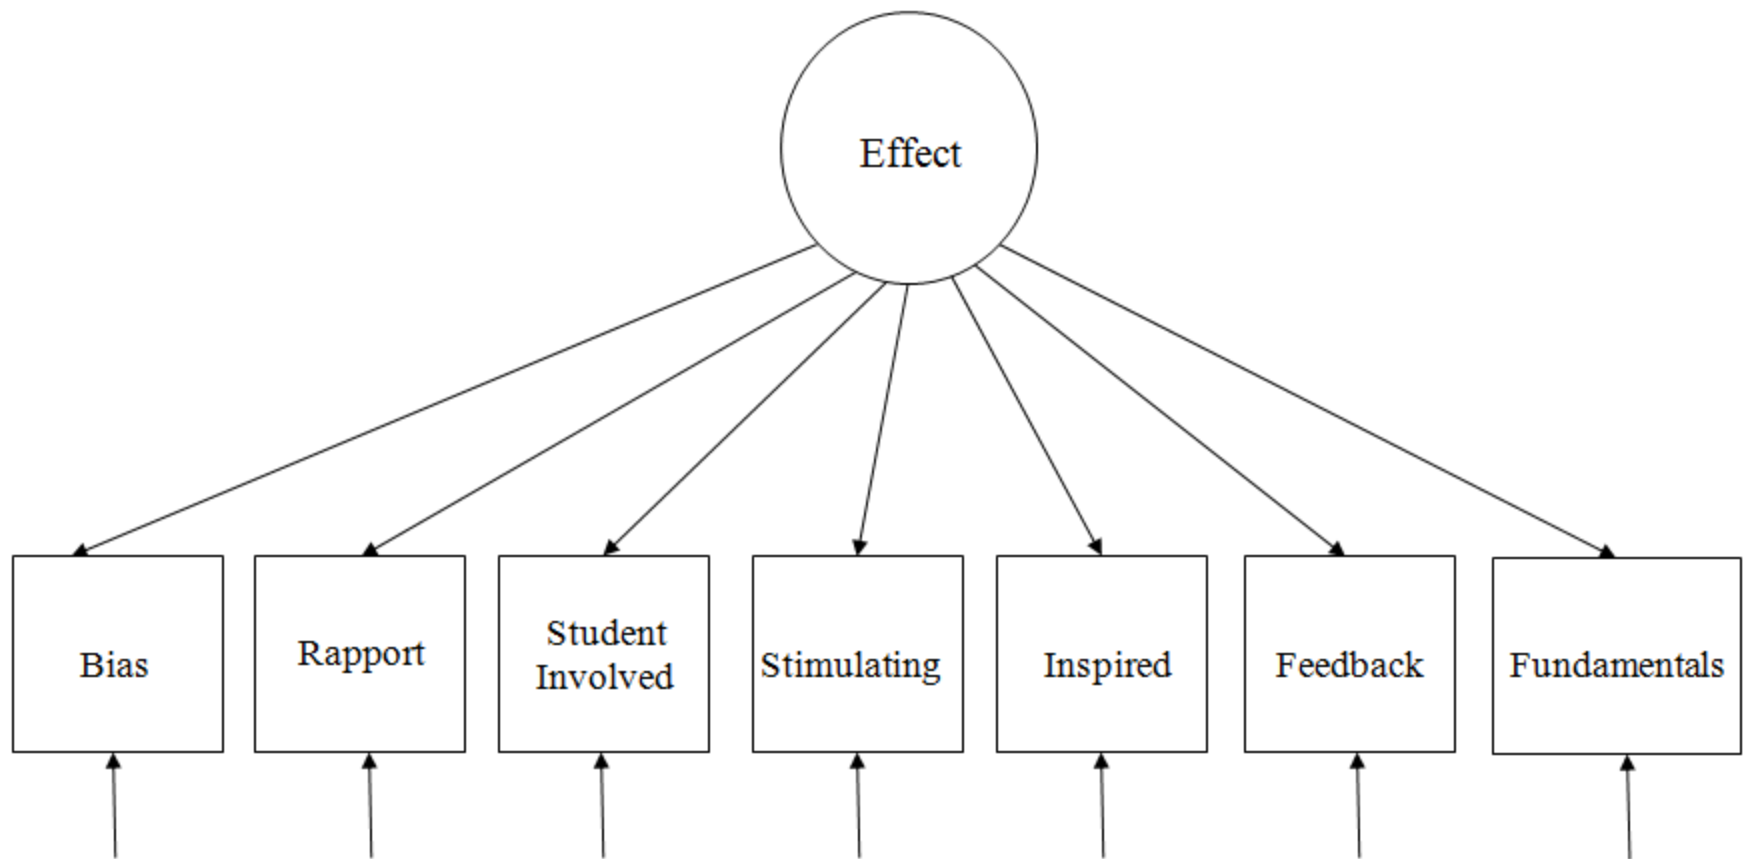 Effect
Bias
Rapport
Student
Involved
Stimulating
Inspired
Feedback
Fundamentals